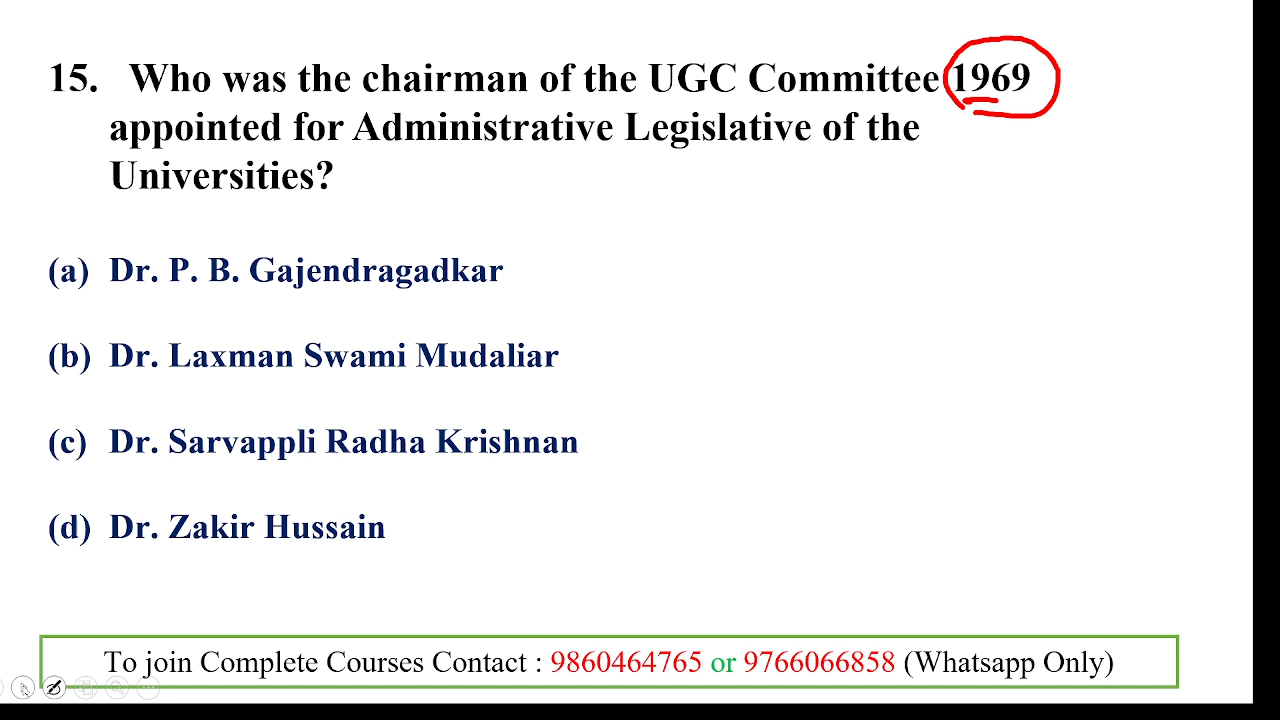 15. Who was the chairman of the UGC Committee 1969
appointed for Administrative Legislative of the
Universities?
(a) Dr. P. B. Gajendragadkar
(b) Dr. Laxman Swami Mudaliar
(c) Dr. Sarvappli Radha Krishnan
(d) Dr. Zakir Hussain
To join Complete Courses Contact : 9860464765 or 9766066858 (Whatsapp Only)